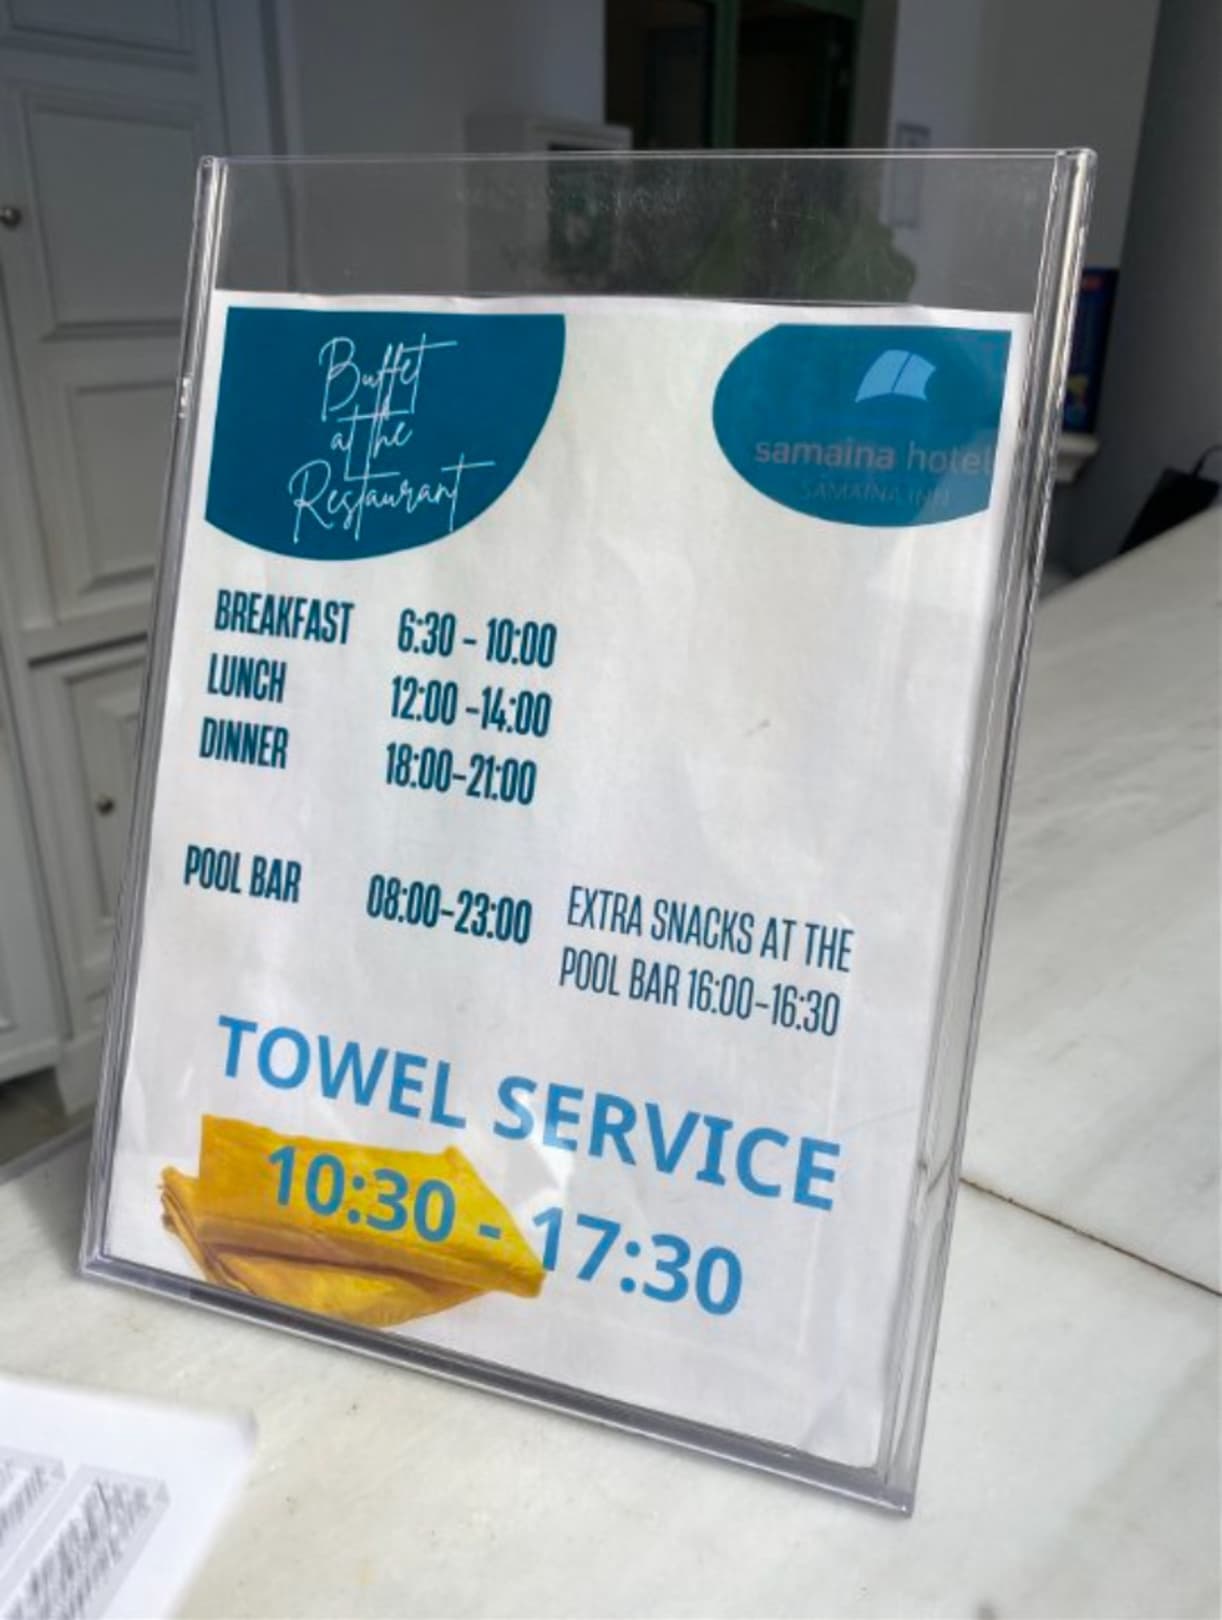 Buffet
at the
Restaurant
samaina hotel
SAMAINA INN
BREAKFAST 6:30 - 10:00
LUNCH 12:00 -14:00
DINNER 18:00-21:00
POOL BAR 08:00-23:00 EXTRA SNACKS AT THE
POOL BAR 16:00-16:30
TOWEL SERVICE
10:30 - 17:30